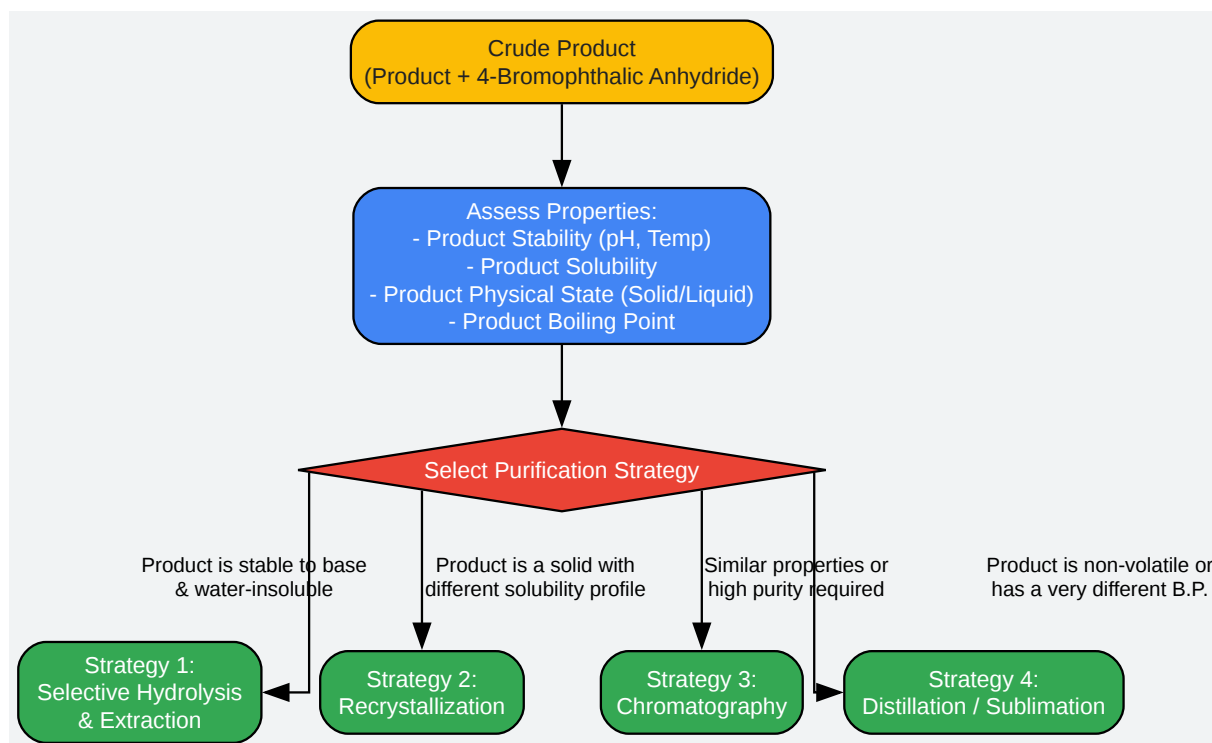 Crude Product
(Product + 4-Bromophthalic Anhydride)
Assess Properties:
- Product Stability (pH, Temp)
- Product Solubility
- Product Physical State (Solid/Liquid)
- Product Boiling Point
Select Purification Strategy
Product is stable to base
& water-insoluble
Product is a solid with
different solubility profile
Similar properties or
high purity required
Product is non-volatile or
has a very different B.P.
Strategy 1:
Selective Hydrolysis
& Extraction
Strategy 2:
Recrystallization
Strategy 3:
Chromatography
Strategy 4:
Distillation / Sublimation